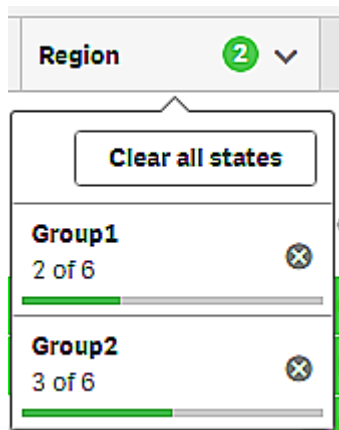 Region 2
Clear all states
Group1
2 of 6
Group2
3 of 6